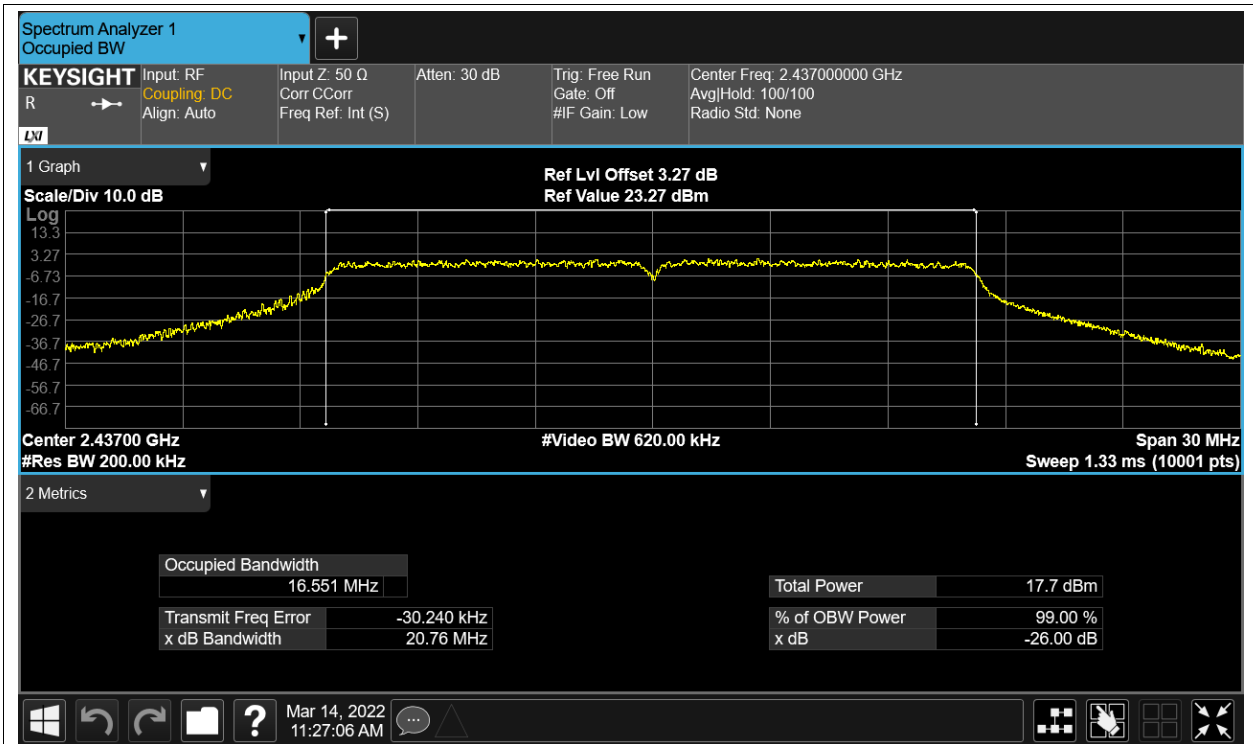 Spectrum Analyzer 1
Occupied BW
KEYSIGHT
R
LXI
Input: RF
Coupling: DC
Align: Auto
Input Z: 50 Ω
Corr CCorr
Freq Ref: Int (S)
Atten: 30 dB
Trig: Free Run
Gate: Off
#IF Gain: Low
Center Freq: 2.437000000 GHz
Avg|Hold: 100/100
Radio Std: None
1 Graph
Scale/Div 10.0 dB
Ref Lvl Offset 3.27 dB
Ref Value 23.27 dBm
Log
13.3
3.27
-6.73
-16.7
-26.7
-36.7
-46.7
-56.7
-66.7
Center 2.43700 GHz
#Video BW 620.00 kHz
Span 30 MHz
#Res BW 200.00 kHz
Sweep 1.33 ms (10001 pts)
2 Metrics
Occupied Bandwidth
16.551 MHz
Transmit Freq Error -30.240 kHz
x dB Bandwidth 20.76 MHz
Total Power 17.7 dBm
% of OBW Power 99.00 %
x dB -26.00 dB
?
Mar 14, 2022
11:27:06 AM